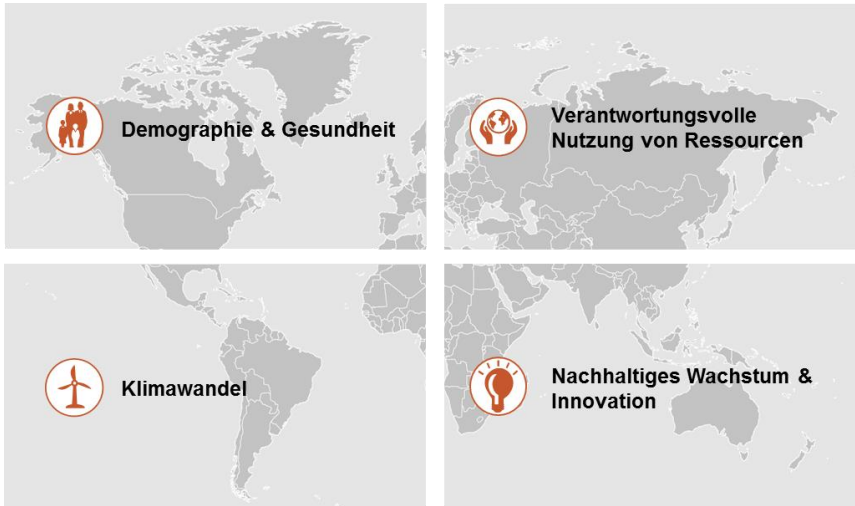 Demographie & Gesundheit
Verantwortungsvolle
Nutzung von Ressourcen
Klimawandel
Nachhaltiges Wachstum &
Innovation